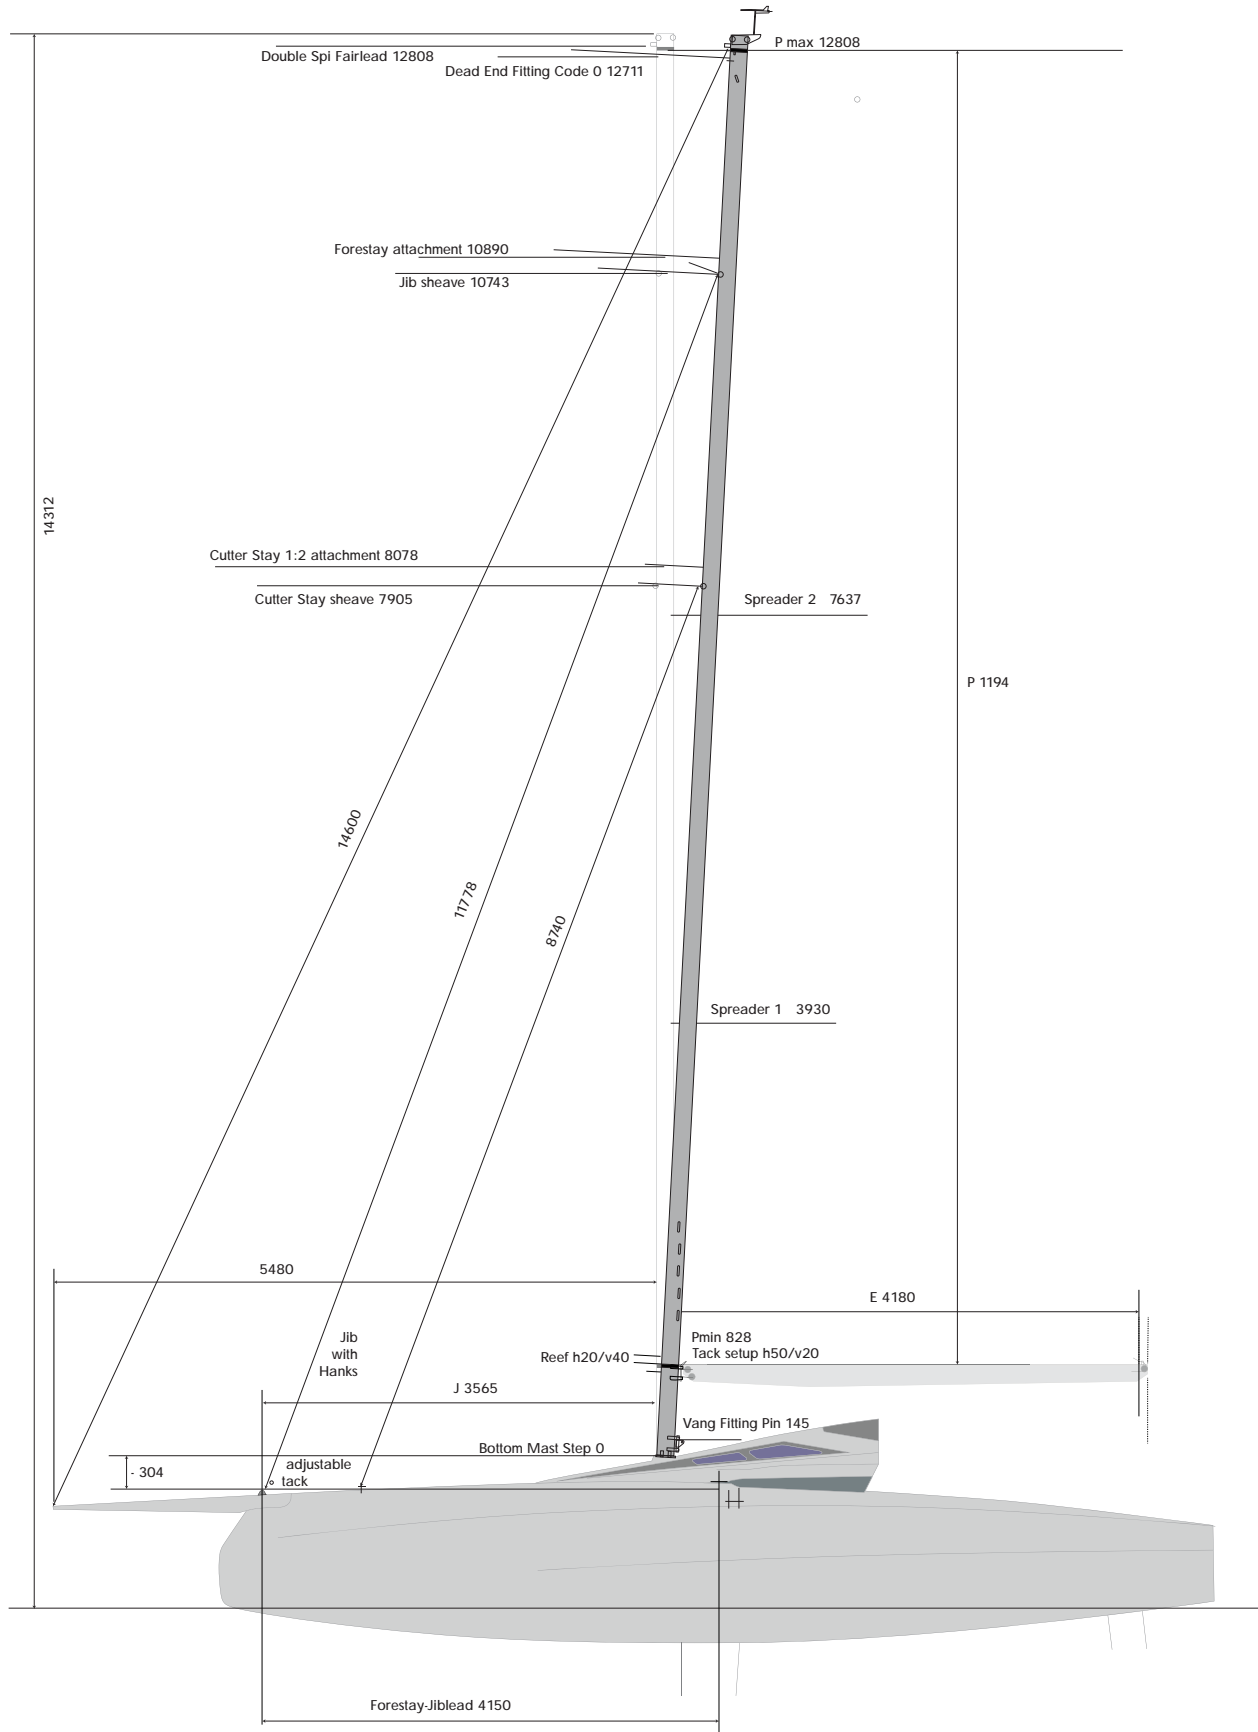 P max 12808
Double Spi Fairlead 12808
Dead End Fitting Code 0 12711
Forestay attachment 10890
Jib sheave 10743
14312
Cutter Stay 1:2 attachment 8078
Cutter Stay sheave 7905
Spreader 2 7637
P 1194
14600
11778
8740
Spreader 1 3930
5480
E 4180
Jib
with
Hanks
Pmin 828
Tack setup h50/v20
Reef h20/v40
J 3565
Vang Fitting Pin 145
Bottom Mast Step 0
- 304
adjustable
tack
Forestay-Jiblead 4150